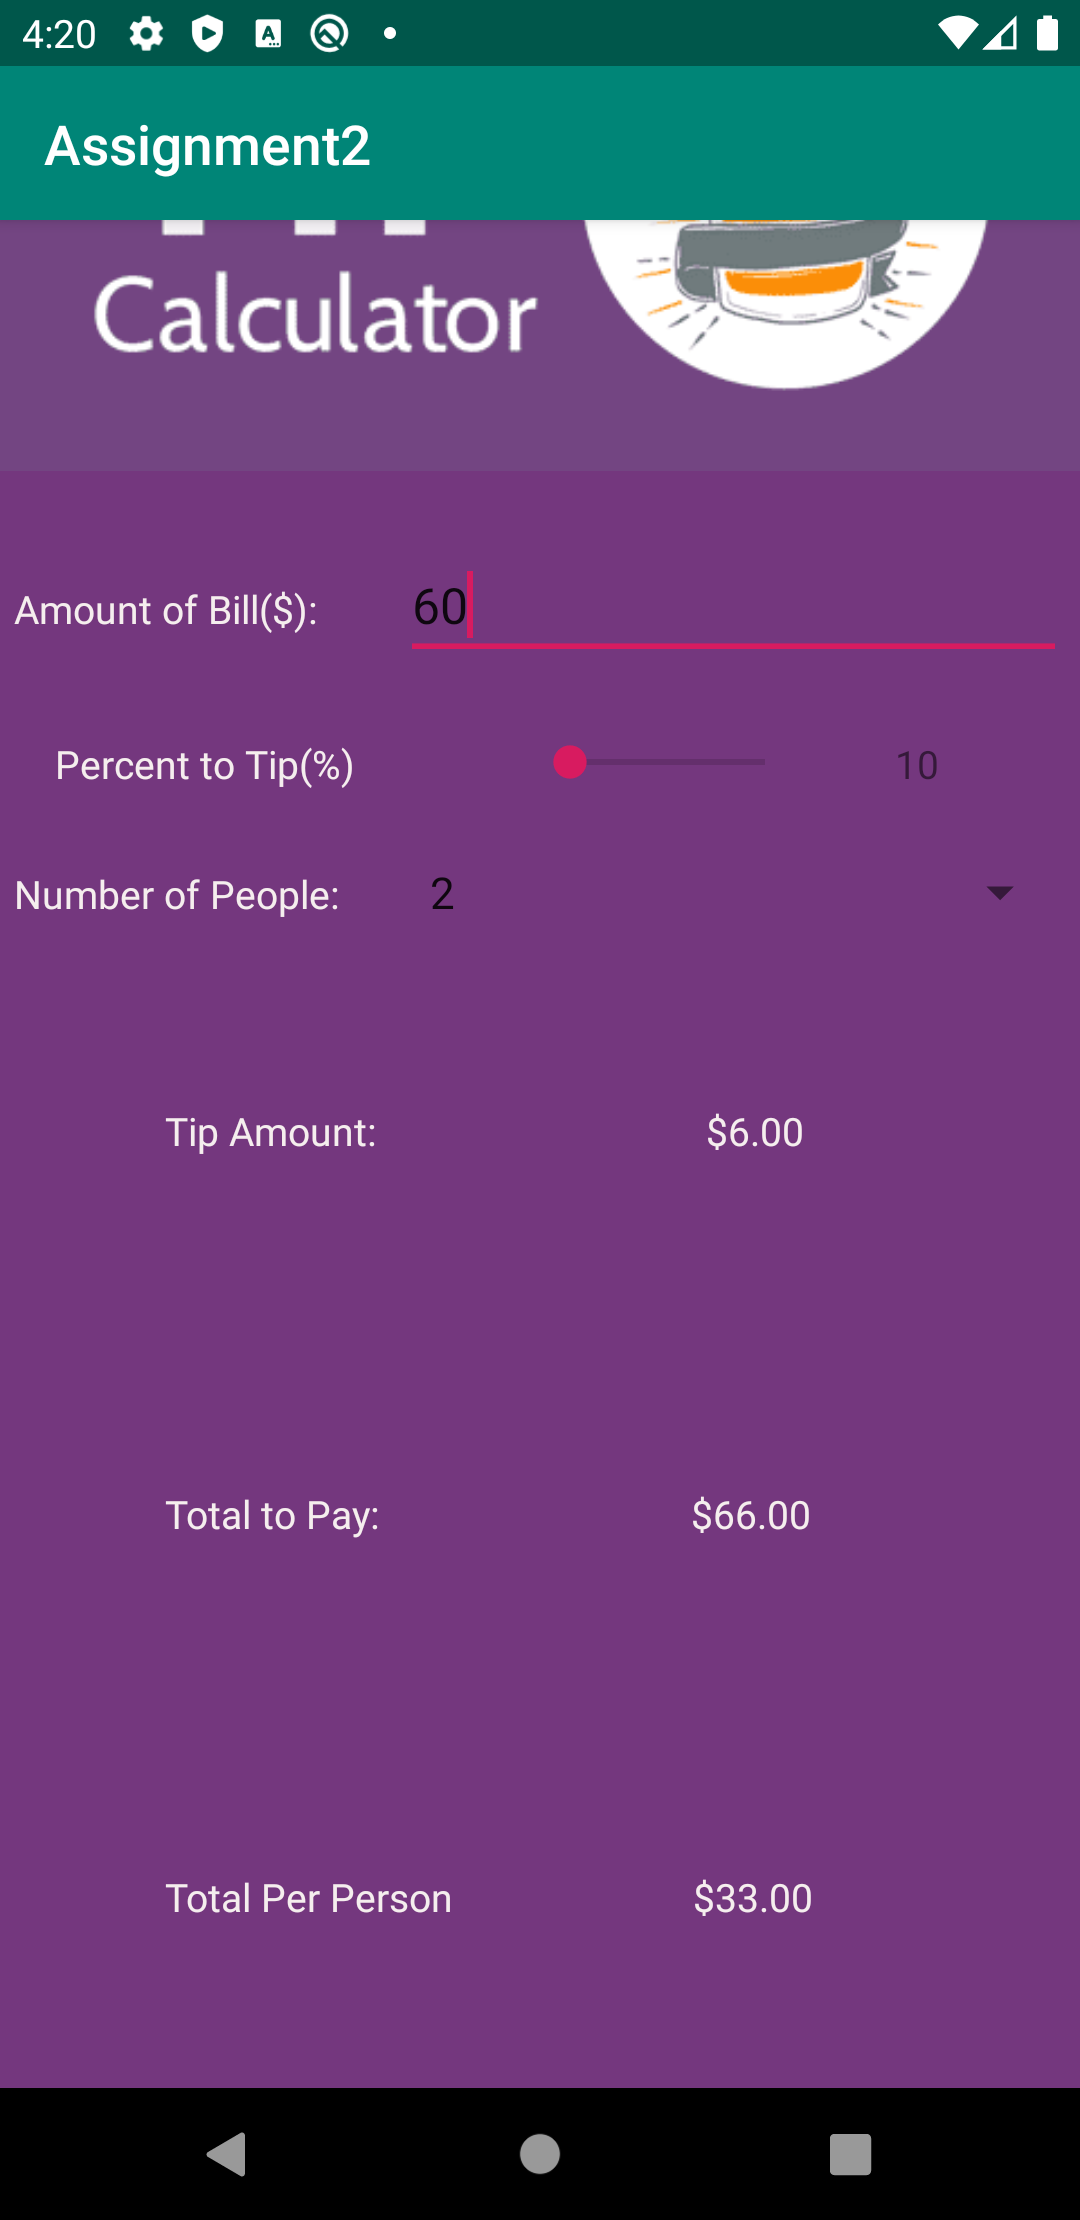 4:20
Assignment2
Calculator
Amount of Bill($): 60
Percent to Tip(%) 10
Number of People: 2
Tip Amount: $6.00
Total to Pay: $66.00
Total Per Person $33.00